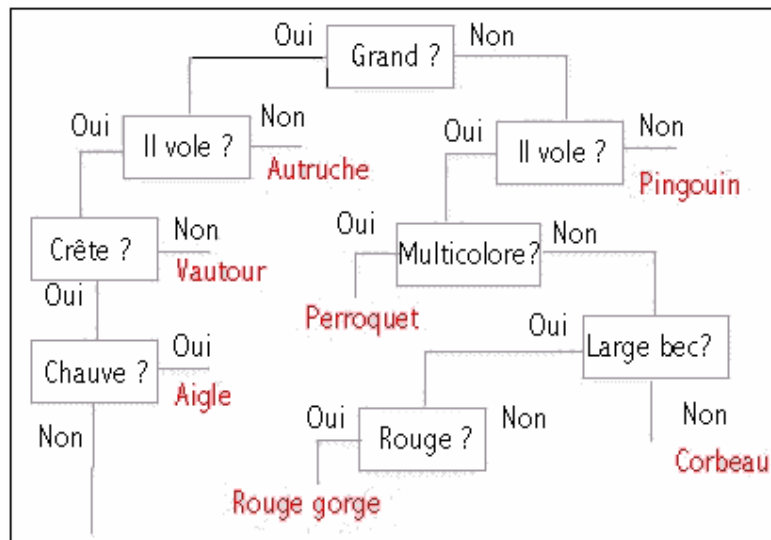 Oui
Grand ?
Non
Oui
Il vole ?
Non
Autruche
Oui
Il vole ?
Non
Pingouin
Crête ?
Non
Vautour
Oui
Oui
Multicolore?
Non
Perroquet
Chauve ?
Oui
Aigle
Non
Oui
Large bec?
Non
Corbeau
Oui
Rouge ?
Non
Rouge gorge